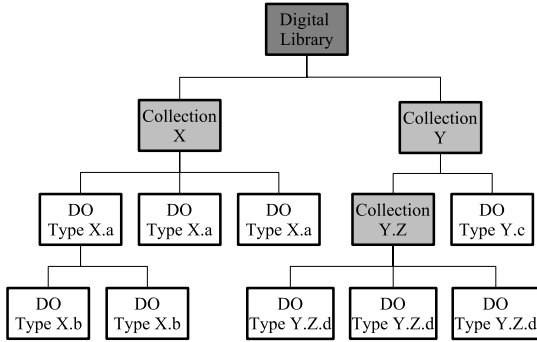 Digital
Library
Collection
X
Collection
Y
DO
Type X.a
DO
Type X.a
DO
Type X.a
Collection
Y.Z
DO
Type Y.c
DO
Type X.b
DO
Type X.b
DO
Type Y.Z.d
DO
Type Y.Z.d
DO
Type Y.Z.d